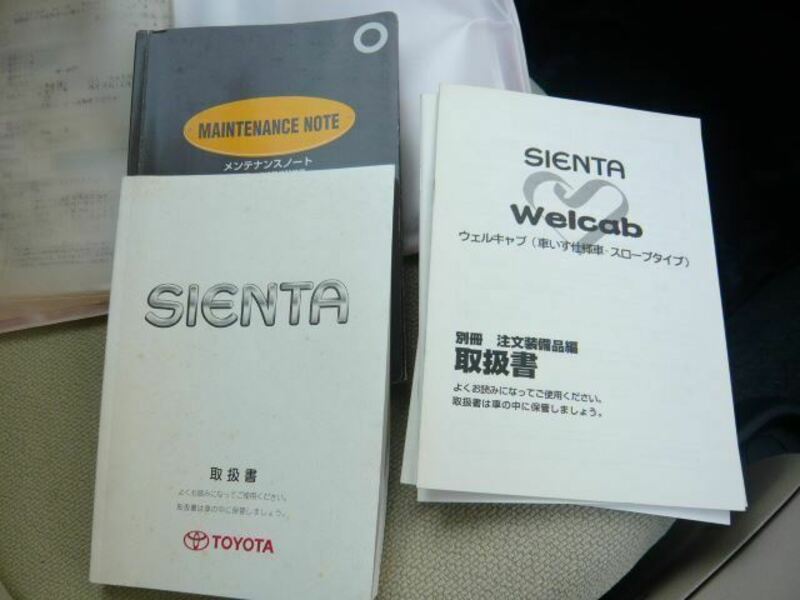 MAINTENANCE NOTE
メンテナンスノート
SIENTA
取扱書
よくお読みになってご使用ください。
取扱書は車の中に保管しましょう。
TOYOTA
SIENTA
Welcab
ウェルキャブ（車いす仕様車・スロープタイプ）
別冊 注文装備品編
取扱書
よくお読みになってご使用ください。
取扱書は車の中に保管しましょう。